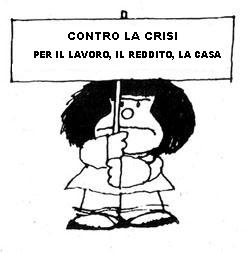 CONTRO LA CRISI
PER IL LAVORO, IL REDDITO, LA CASA